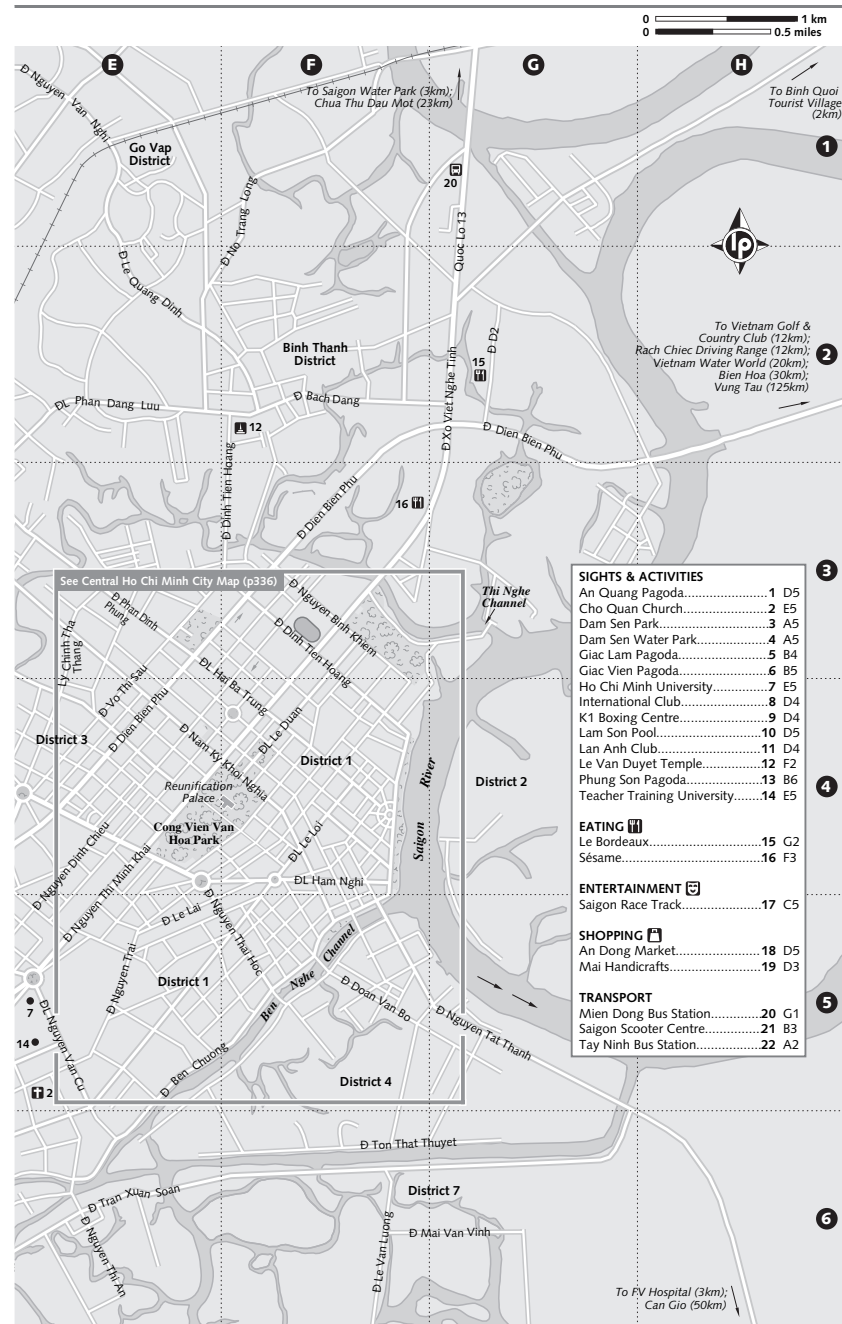 0 1 km
0 0.5 miles
E F G H
Đ Nguyen Van Nghi
To Saigon Water Park (3km);
Chua Thu Dau Mot (23km)
To Binh Quoi
Tourist Village
(2km)
Go Vap
District
1
20
Đ No Trang Long
Quoc Lo 13
lp
Đ Le Quang Dinh
To Vietnam Golf &
Country Club (12km);
Rach Chiec Driving Range (12km);
Vietnam Water World (20km);
Bien Hoa (30km);
Vung Tau (125km)
2
Binh Thanh
District
Đ D2
15
Đ Xo Viet Nghe Tinh
ĐL Phan Dang Luu
Đ Bach Dang
12
Đ Dien Bien Phu
Đ Dinh Tien Hoang
Đ Dien Bien Phu
16
3
See Central Ho Chi Minh City Map (p336)
Đ Phan Dinh
Phung
Đ Nguyen Binh Khiem
Thi Nghe
Channel
Ly Chinh Tha
Thang
Đ Dinh Tien Hoang
Đ Vo Thi Sau
ĐL Hai Ba Trung
Đ Dien Bien Phu
ĐL Le Duan
District 3
Đ Nam Ky Khoi Nghia
District 1
Saigon River
District 2
4
Reunification
Palace
Cong Vien Van
Hoa Park
Đ Nguyen Dinh Chieu
Đ Nguyen Thi Minh Khai
ĐL Le Loi
ĐL Ham Nghi
Đ Le Lai
Đ Nguyen Thai Hoc
Đ Nguyen Trai
District 1
Ben Nghe Channel
Đ Doan Van Bo
Đ Nguyen Tat Thanh
5
7
ĐL Nguyen Van Cu
14
2
Đ Ben Chuong
District 4
SIGHTS & ACTIVITIES
An Quang Pagoda.....................1 D5
Cho Quan Church.....................2 E5
Dam Sen Park..........................3 A5
Dam Sen Water Park.................4 A5
Giac Lam Pagoda......................5 B4
Giac Vien Pagoda......................6 B5
Ho Chi Minh University..............7 E5
International Club.....................8 D4
K1 Boxing Centre......................9 D4
Lam Son Pool..........................10 D5
Lan Anh Club...........................11 D4
Le Van Duyet Temple................12 F2
Phung Son Pagoda...................13 B6
Teacher Training University.......14 E5
EATING
Le Bordeaux............................15 G2
Sésame...................................16 F3
ENTERTAINMENT
Saigon Race Track....................17 C5
SHOPPING
An Dong Market.......................18 D5
Mai Handicrafts.......................19 D3
TRANSPORT
Mien Dong Bus Station..............20 G1
Saigon Scooter Centre..............21 B3
Tay Ninh Bus Station.................22 A2
Đ Ton That Thuyet
Đ Tran Xuan Soan
District 7
6
Đ Nguyen Thi An
Đ Le Van Luong
Đ Mai Van Vinh
To FV Hospital (3km);
Can Gio (50km)